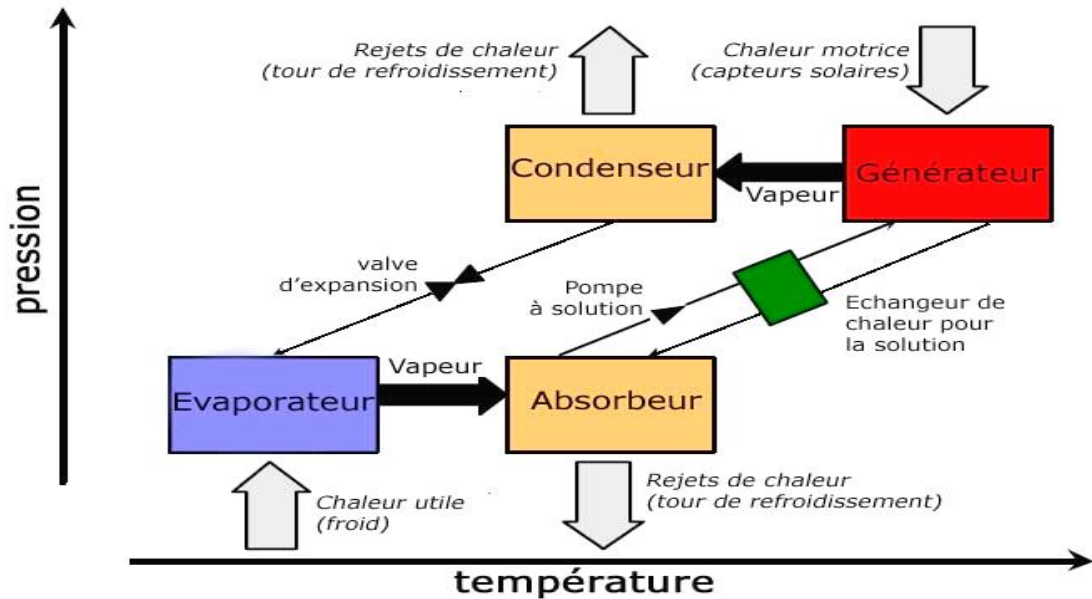 Rejets de chaleur
(tour de refroidissement)
Chaleur motrice
(capteurs solaires)
Condenseur
Vapeur
Générateur
pression
valve
d'expansion
Pompe
à solution
Echangeur de
chaleur pour
la solution
Evaporateur
Vapeur
Absorbeur
Chaleur utile
(froid)
Rejets de chaleur
(tour de refroidissement)
température